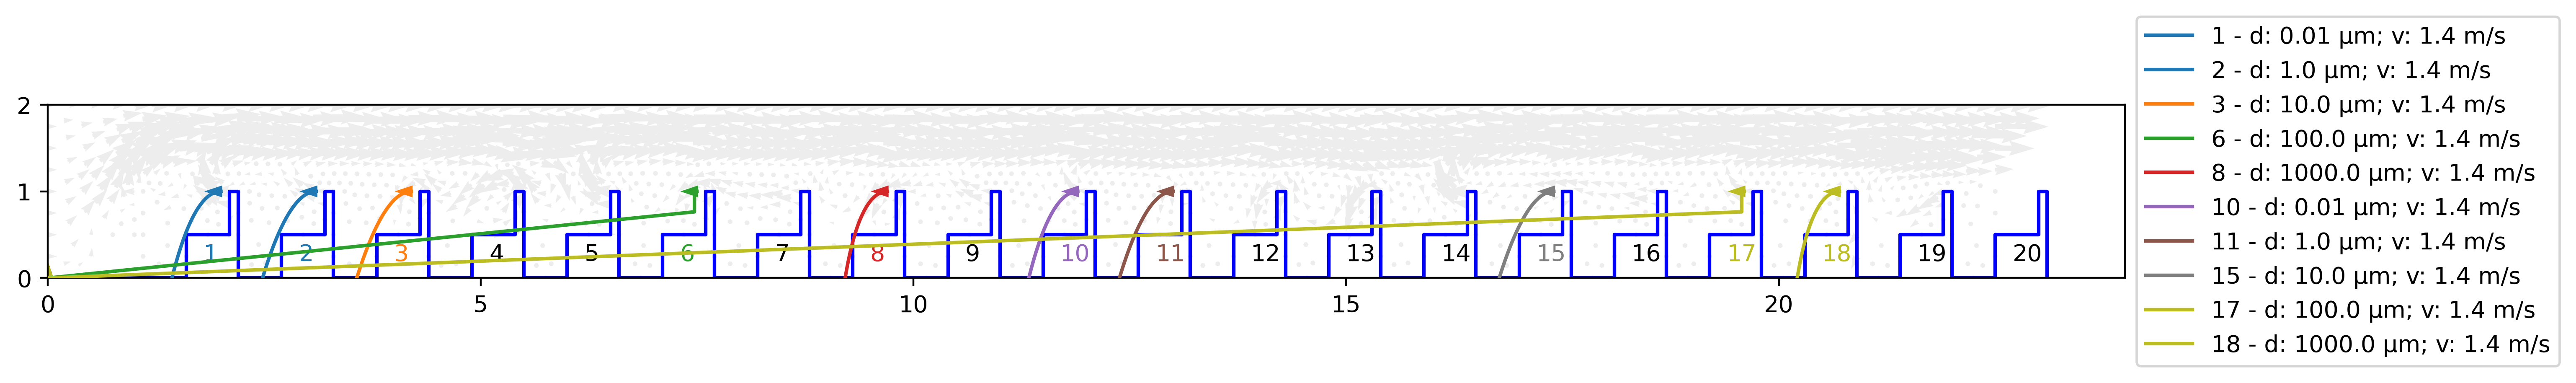 2
1
0
1 2 3 4 5 6 7 8 9 10 11 12 13 14 15 16 17 18 19 20
0 5 10 15 20
1 - d: 0.01 µm; v: 1.4 m/s
2 - d: 1.0 µm; v: 1.4 m/s
3 - d: 10.0 µm; v: 1.4 m/s
6 - d: 100.0 µm; v: 1.4 m/s
8 - d: 1000.0 µm; v: 1.4 m/s
10 - d: 0.01 µm; v: 1.4 m/s
11 - d: 1.0 µm; v: 1.4 m/s
15 - d: 10.0 µm; v: 1.4 m/s
17 - d: 100.0 µm; v: 1.4 m/s
18 - d: 1000.0 µm; v: 1.4 m/s